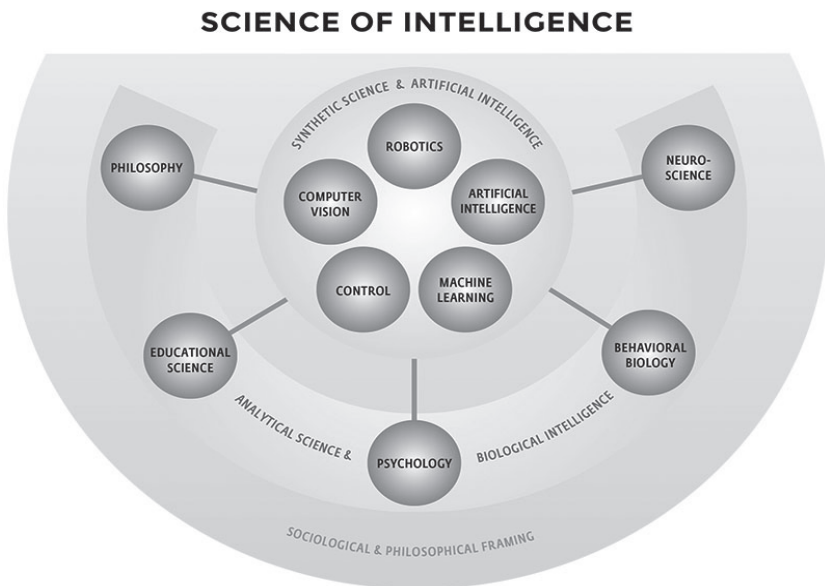 SCIENCE OF INTELLIGENCE
SYNTHETIC SCIENCE & ARTIFICIAL INTELLIGENCE
ROBOTICS
PHILOSOPHY
NEURO-
SCIENCE
COMPUTER
VISION
ARTIFICIAL
INTELLIGENCE
CONTROL
MACHINE
LEARNING
EDUCATIONAL
SCIENCE
BEHAVIORAL
BIOLOGY
ANALYTICAL SCIENCE &
BIOLOGICAL INTELLIGENCE
PSYCHOLOGY
SOCIOLOGICAL & PHILOSOPHICAL FRAMING